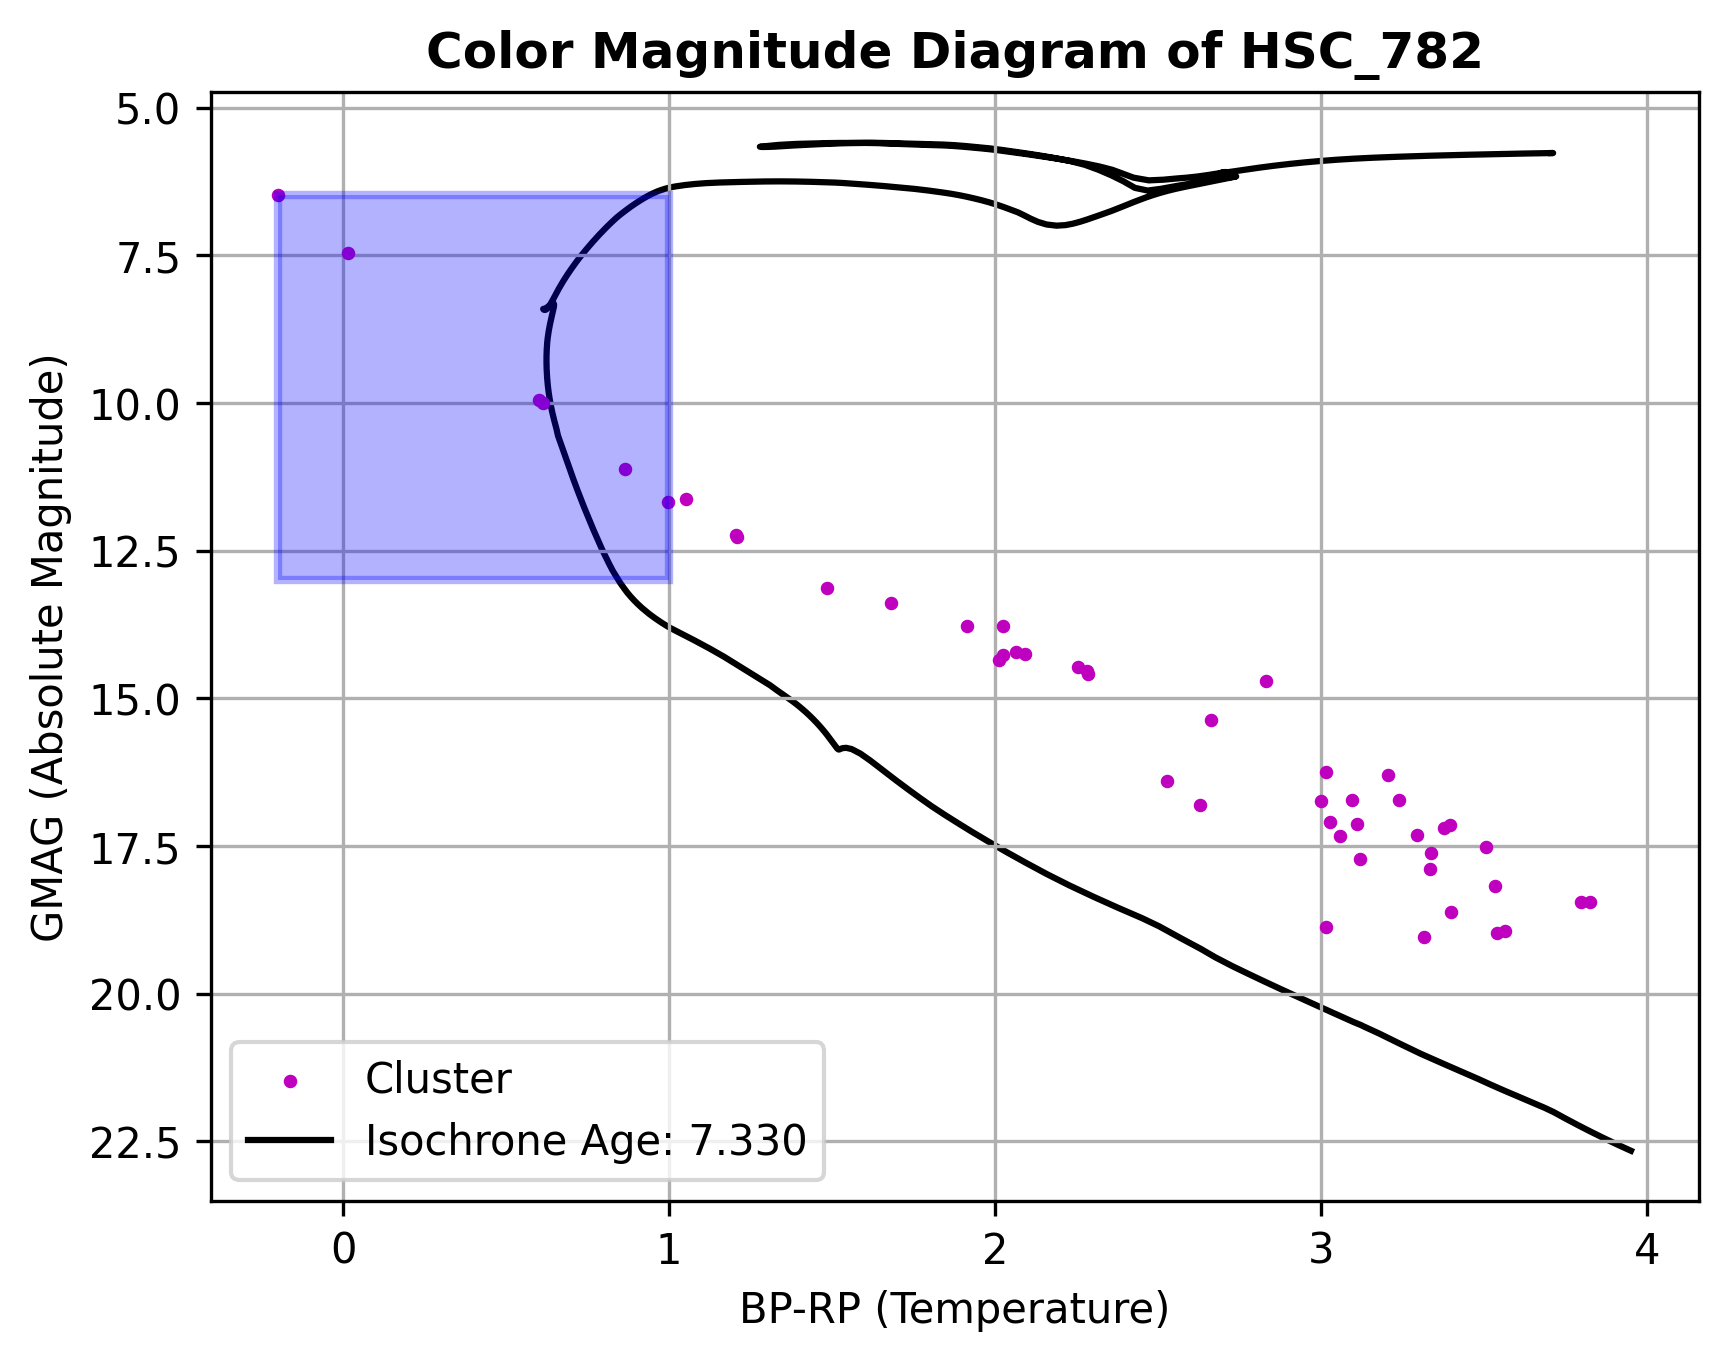 Color Magnitude Diagram of HSC_782
GMAG (Absolute Magnitude)
5.0
7.5
10.0
12.5
15.0
17.5
20.0
22.5
Cluster
Isochrone Age: 7.330
0 1 2 3 4
BP-RP (Temperature)